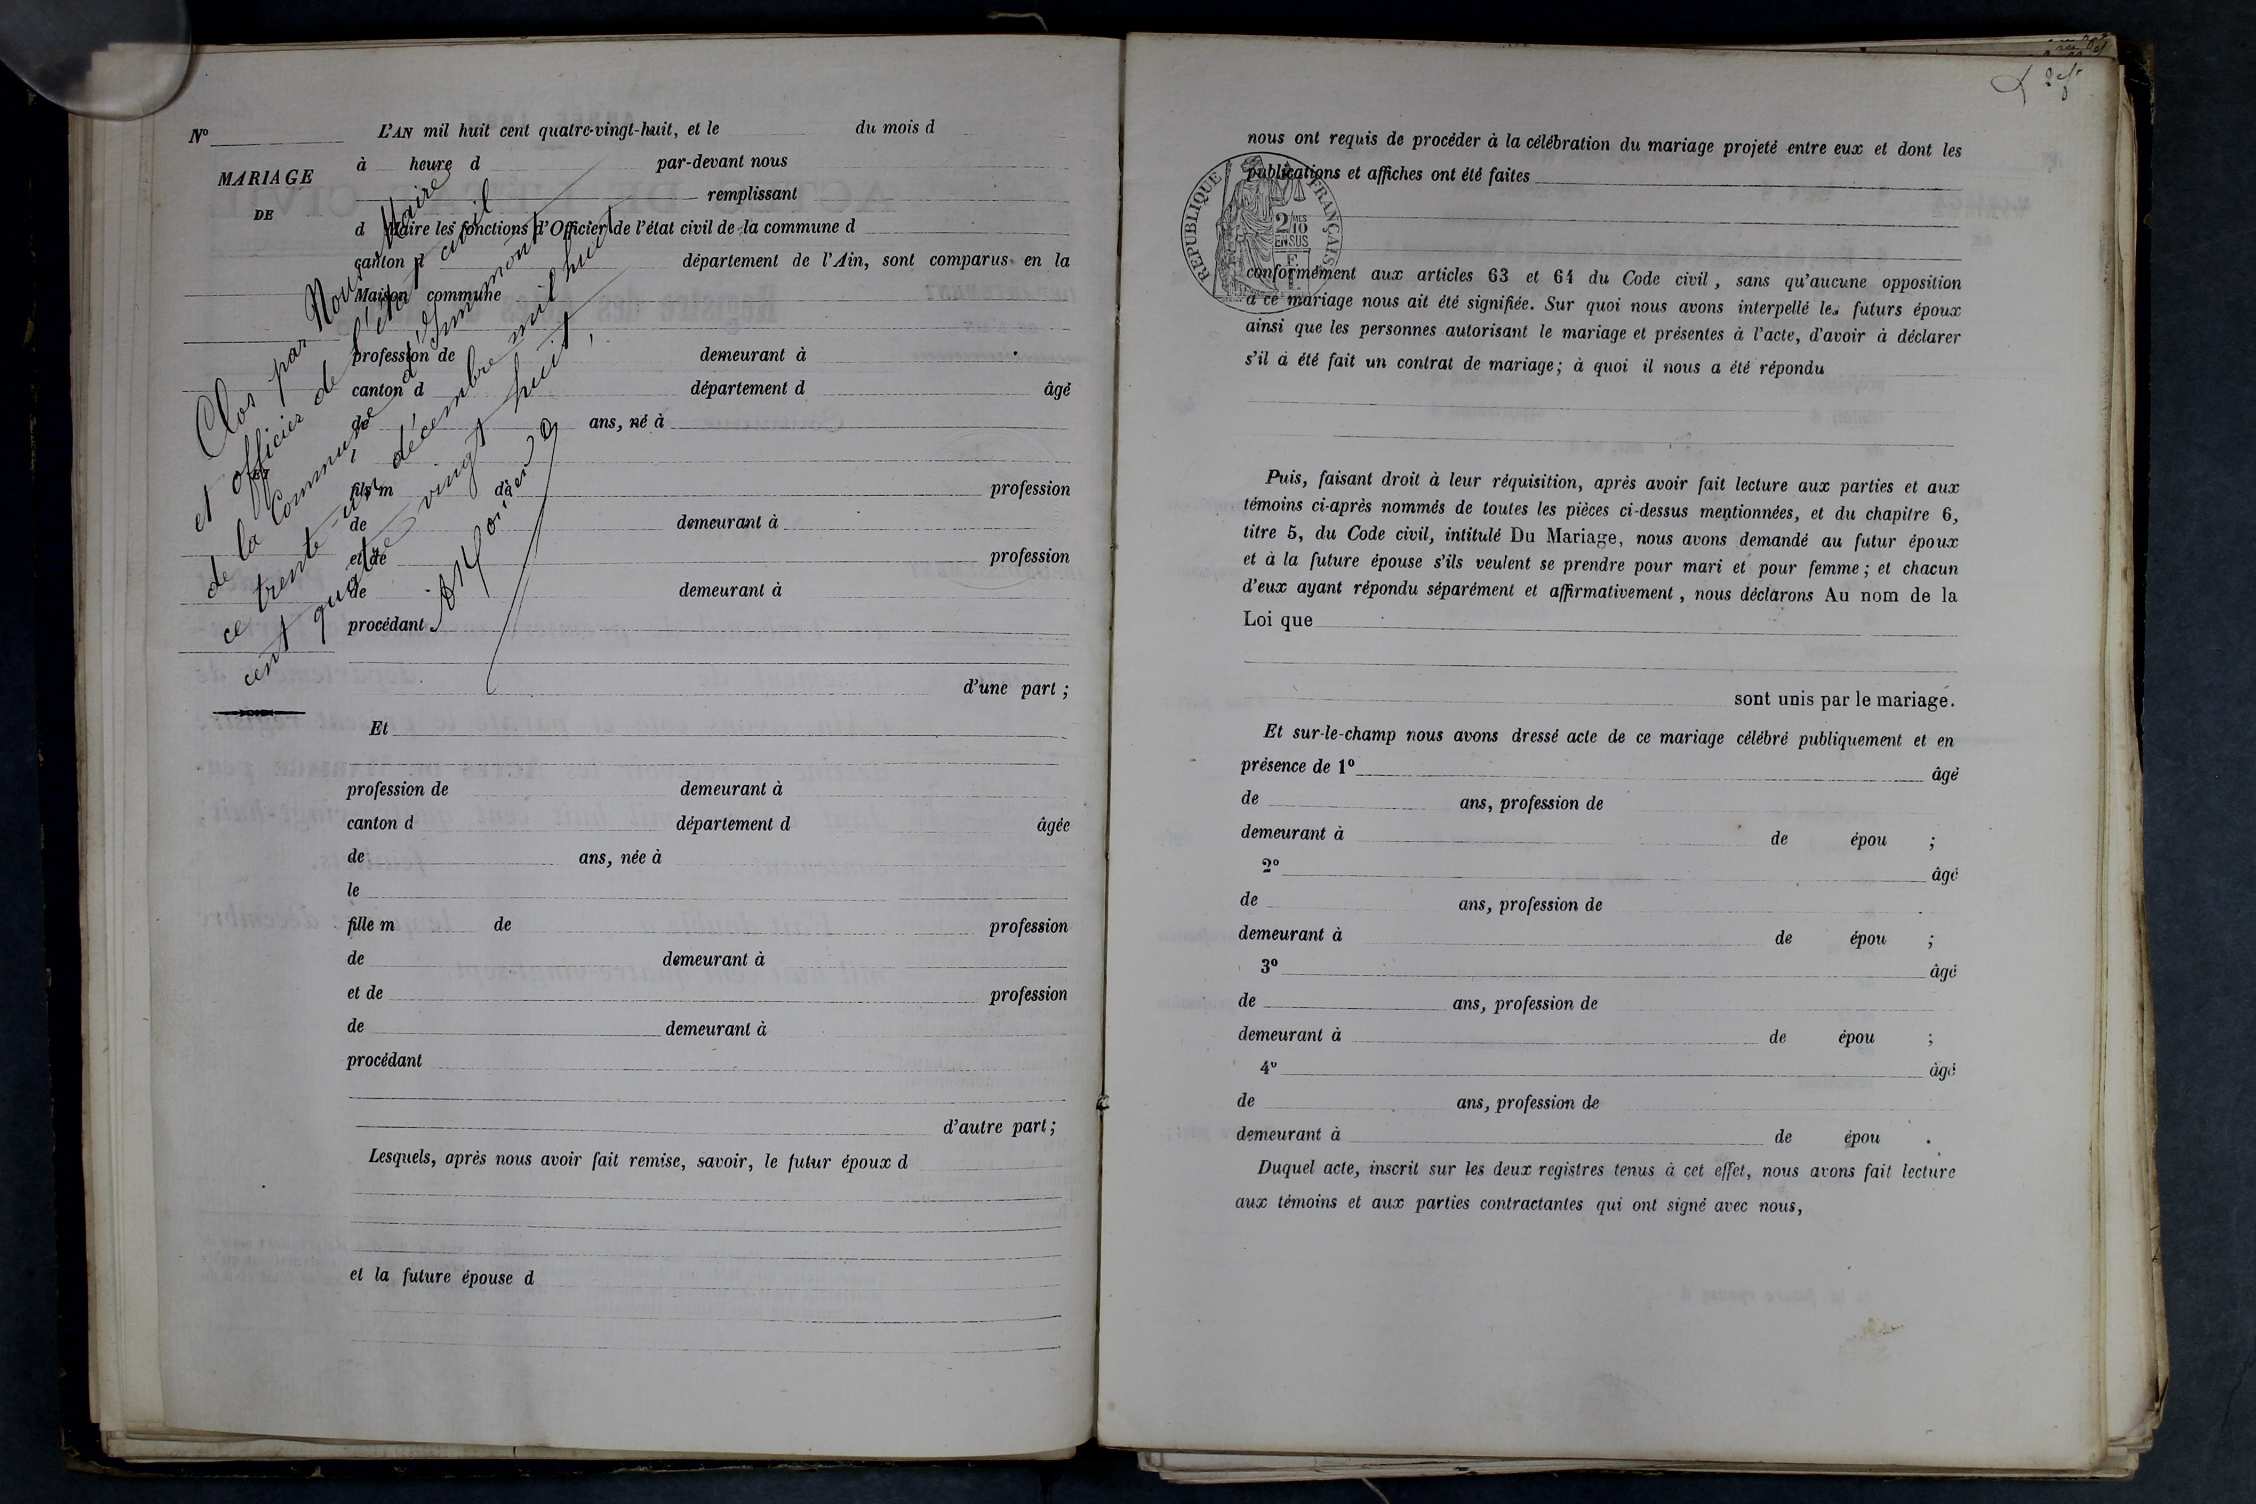 N°
MARIAGE
DE
L'AN mil huit cent quatre-vingt-huit, et le du mois d
à heure d par-devant nous
remplissant
d Maire les fonctions d'Officier de l'état civil de la commune d
canton d département de l'Ain, sont comparus en la
Maison commune
profession de demeurant à
canton d département d âgé
de ans, né à
le
fils m de profession
de demeurant à
et de profession
de demeurant à
procédant
d'une part ;
Clos par Nous Maire
et officier de l'état civil
de la Commune d'
ce trente-un décembre mil huit
cent quatre vingt huit,
Et
profession de demeurant à
canton d département d âgée
de ans, née à
le
fille m de profession
de demeurant à
et de profession
de demeurant à
procédant
d'autre part ;
Lesquels, après nous avoir fait remise, savoir, le futur époux d
et la future épouse d
nous ont requis de procéder à la célébration du mariage projeté entre eux et dont les
publications et affiches ont été faites
RÉPUBLIQUE FRANÇAISE
2/10 MES
EN SUS
conformément aux articles 63 et 64 du Code civil, sans qu'aucune opposition
à ce mariage nous ait été signifiée. Sur quoi nous avons interpellé les futurs époux
ainsi que les personnes autorisant le mariage et présentes à l'acte, d'avoir à déclarer
s'il a été fait un contrat de mariage ; à quoi il nous a été répondu
Puis, faisant droit à leur réquisition, après avoir fait lecture aux parties et aux
témoins ci-après nommés de toutes les pièces ci-dessus mentionnées, et du chapitre 6,
titre 5, du Code civil, intitulé Du Mariage, nous avons demandé au futur époux
et à la future épouse s'ils veulent se prendre pour mari et pour femme ; et chacun
d'eux ayant répondu séparément et affirmativement, nous déclarons Au nom de la
Loi que
sont unis par le mariage.
Et sur-le-champ nous avons dressé acte de ce mariage célébré publiquement et en
présence de 1° âgé
de ans, profession de
demeurant à de épou ;
2° âgé
de ans, profession de
demeurant à de épou ;
3° âgé
de ans, profession de
demeurant à de épou ;
4° âgé
de ans, profession de
demeurant à de épou .
Duquel acte, inscrit sur les deux registres tenus à cet effet, nous avons fait lecture
aux témoins et aux parties contractantes qui ont signé avec nous,